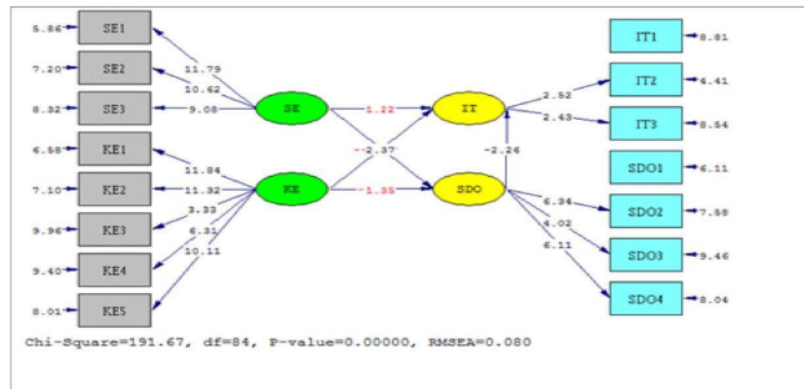 5.86 SE1
7.20 SE2
8.32 SE3
6.58 KE1
7.10 KE2
9.96 KE3
9.40 KE4
8.01 KE5
11.79
10.62
9.08
11.84
11.32
3.33
6.31
10.11
SE
KE
1.22
-2.37
-1.35
IT
SDO
-2.26
2.52
2.43
6.34
6.11
IT1 8.81
IT2 4.41
IT3 8.54
SDO1 6.11
SDO2 7.58
SDO3 9.46
SDO4 8.04
Chi-Square=191.67, df=84, P-value=0.00000, RMSEA=0.080